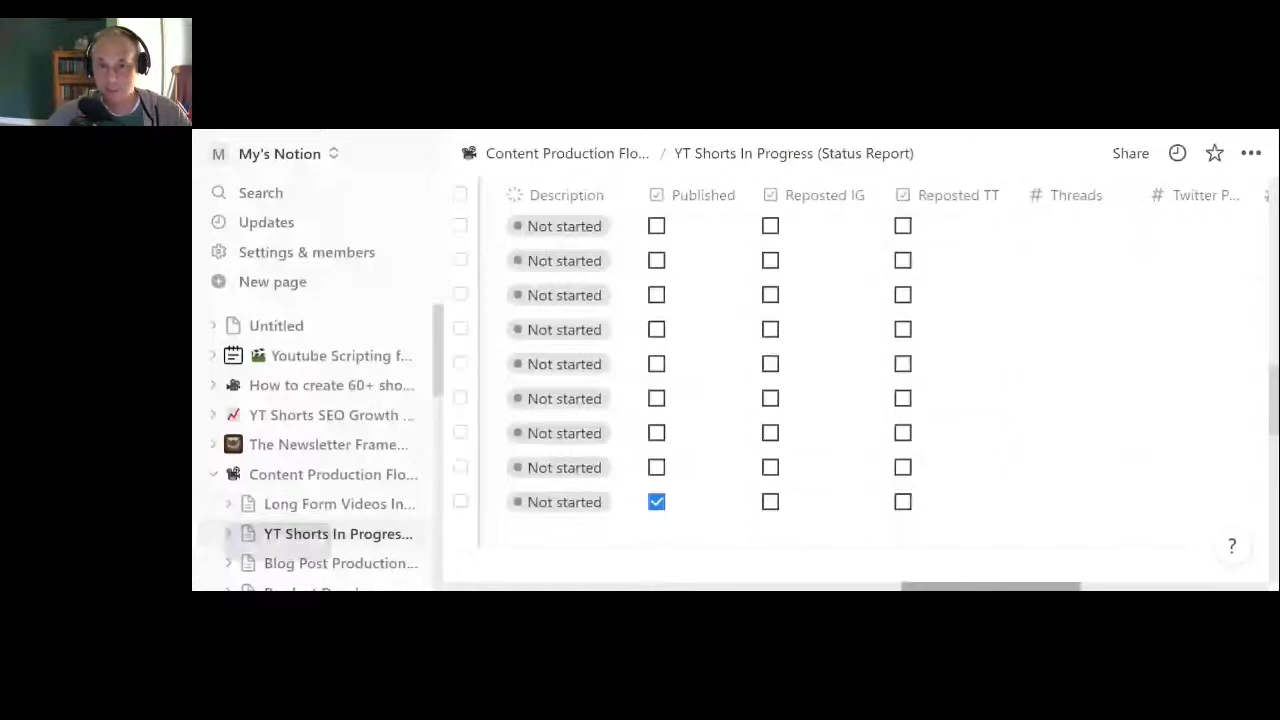 M My's Notion
Content Production Flo... / YT Shorts In Progress (Status Report)
Share
Search
Updates
Settings & members
New page
Untitled
Youtube Scripting f...
How to create 60+ sho...
YT Shorts SEO Growth ...
The Newsletter Frame...
Content Production Flo...
Long Form Videos In...
YT Shorts In Progres...
Blog Post Production...
Description Published Reposted IG Reposted TT # Threads # Twitter P... #
Not started
Not started
Not started
Not started
Not started
Not started
Not started
Not started
Not started
?